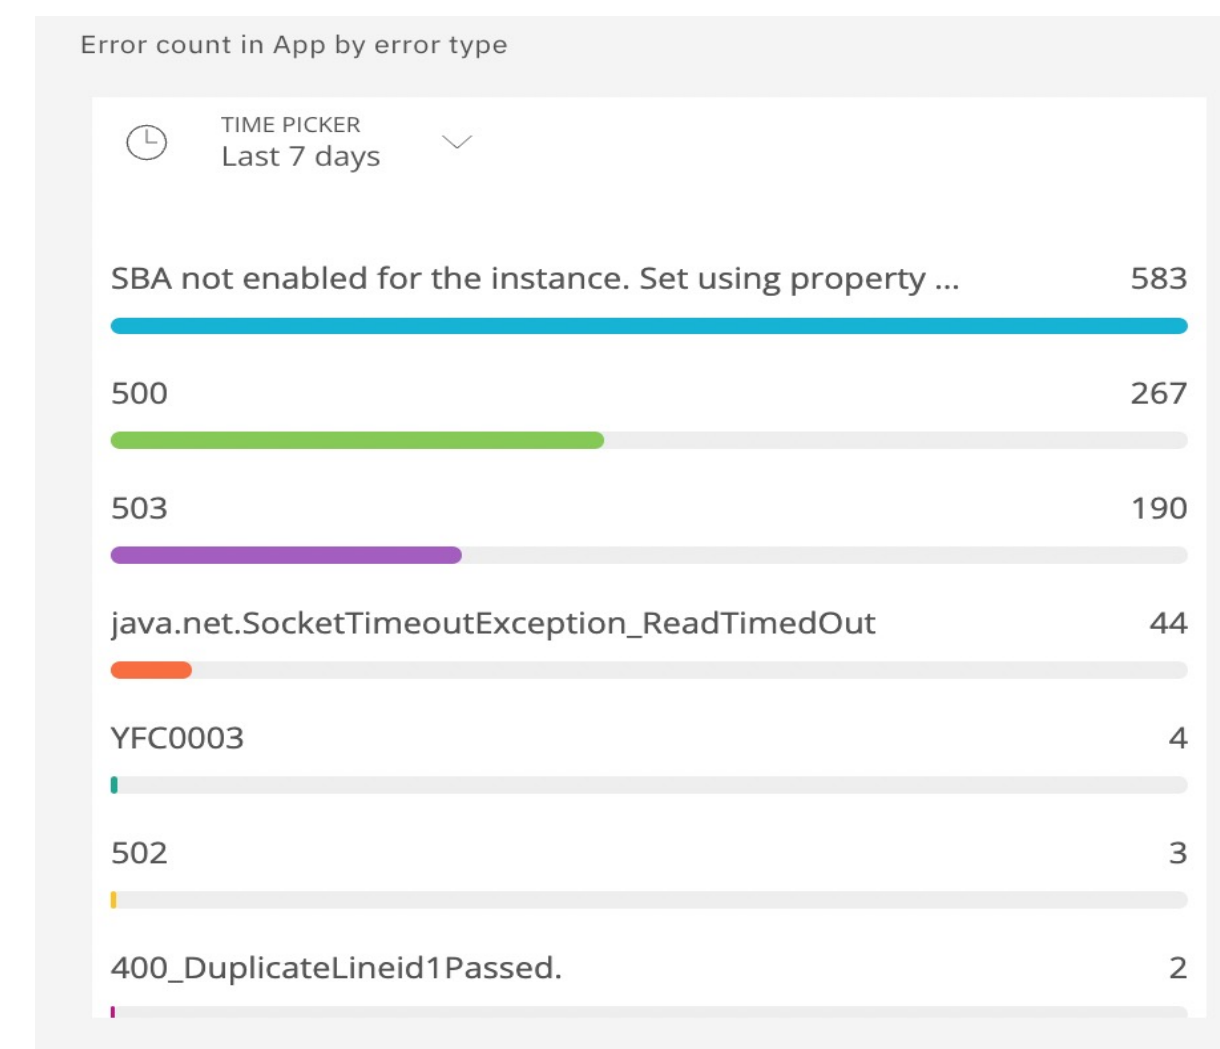 Error count in App by error type
TIME PICKER
Last 7 days
SBA not enabled for the instance. Set using property ... 583
500 267
503 190
java.net.SocketTimeoutException_ReadTimedOut 44
YFC0003 4
502 3
400_DuplicateLineid1Passed. 2